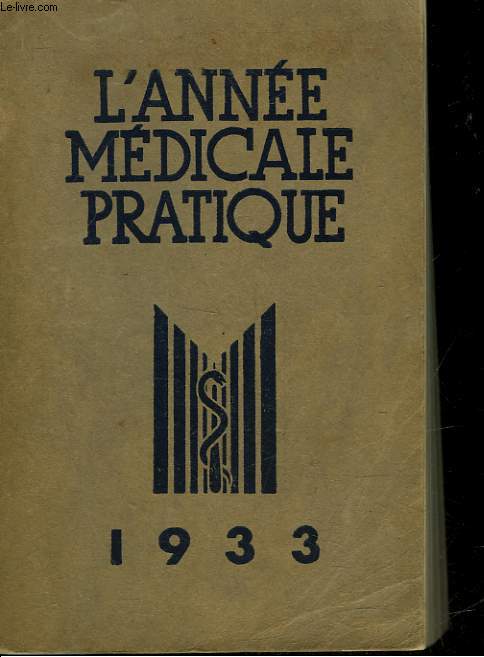 Le-livre.com
L'ANNÉE
MÉDICALE
PRATIQUE
1933